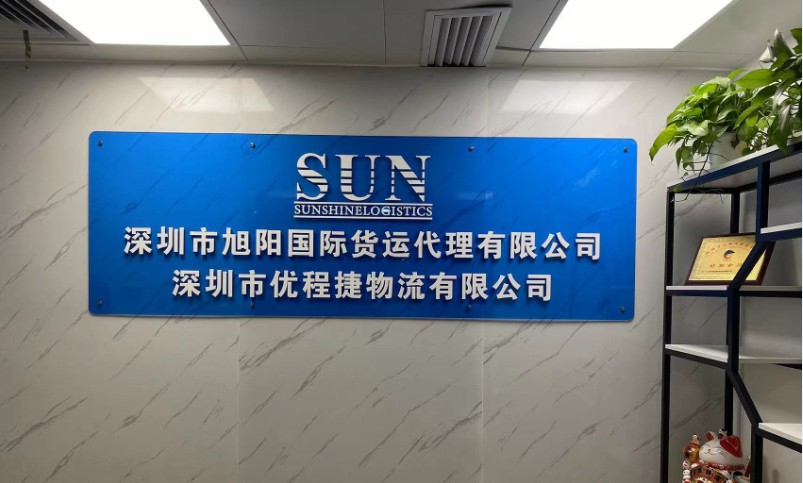 SUN
SUNSHINELOGISTICS
深圳市旭阳国际货运代理有限公司
深圳市优程捷物流有限公司